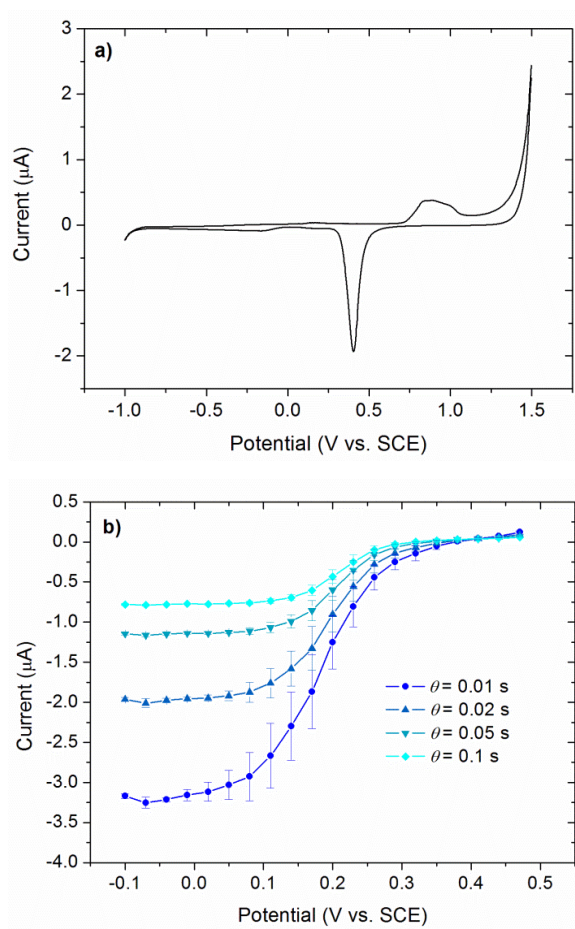 a)
3
2
1
0
-1
-2
Current (μA)
-1.0 -0.5 0.0 0.5 1.0 1.5
Potential (V vs. SCE)
b)
0.5
0.0
-0.5
-1.0
-1.5
-2.0
-2.5
-3.0
-3.5
-4.0
Current (μA)
θ = 0.01 s
θ = 0.02 s
θ = 0.05 s
θ = 0.1 s
-0.1 0.0 0.1 0.2 0.3 0.4 0.5
Potential (V vs. SCE)